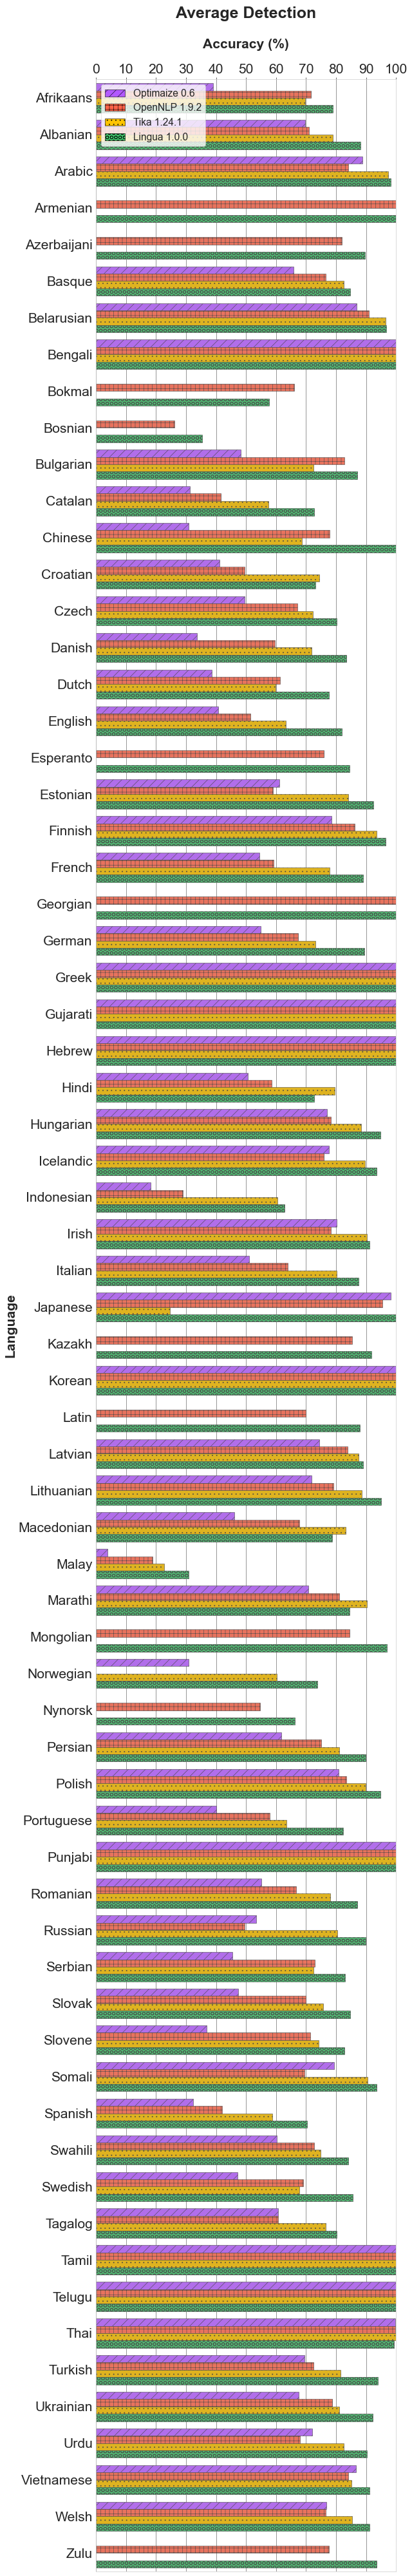 Average Detection
Accuracy (%)
0 10 20 30 40 50 60 70 80 90 100
Optimaize 0.6
OpenNLP 1.9.2
Tika 1.24.1
Lingua 1.0.0
Language
Afrikaans
Albanian
Arabic
Armenian
Azerbaijani
Basque
Belarusian
Bengali
Bokmal
Bosnian
Bulgarian
Catalan
Chinese
Croatian
Czech
Danish
Dutch
English
Esperanto
Estonian
Finnish
French
Georgian
German
Greek
Gujarati
Hebrew
Hindi
Hungarian
Icelandic
Indonesian
Irish
Italian
Japanese
Kazakh
Korean
Latin
Latvian
Lithuanian
Macedonian
Malay
Marathi
Mongolian
Norwegian
Nynorsk
Persian
Polish
Portuguese
Punjabi
Romanian
Russian
Serbian
Slovak
Slovene
Somali
Spanish
Swahili
Swedish
Tagalog
Tamil
Telugu
Thai
Turkish
Ukrainian
Urdu
Vietnamese
Welsh
Zulu